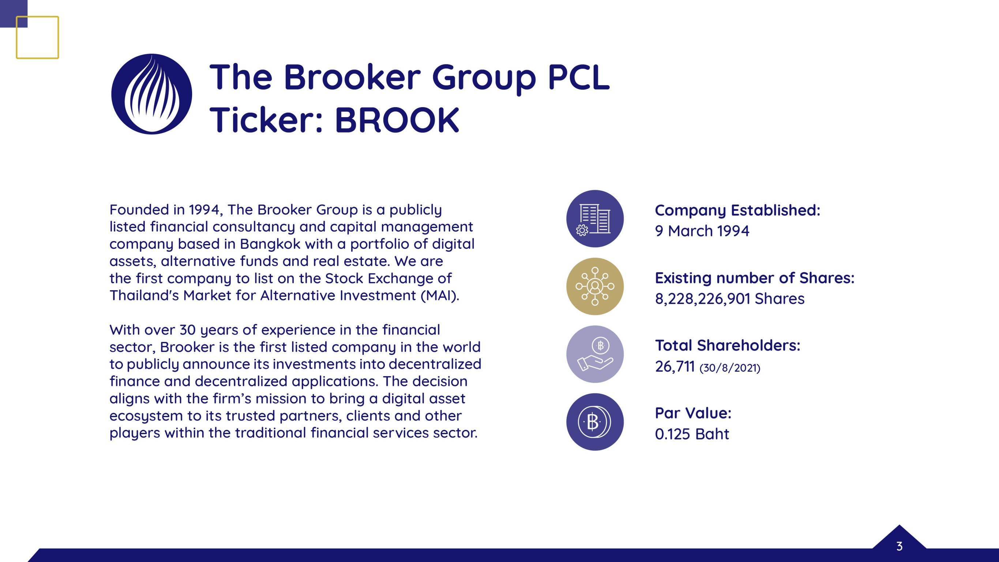 The Brooker Group PCL
Ticker: BROOK
Founded in 1994, The Brooker Group is a publicly
listed financial consultancy and capital management
company based in Bangkok with a portfolio of digital
assets, alternative funds and real estate. We are
the first company to list on the Stock Exchange of
Thailand's Market for Alternative Investment (MAI).
With over 30 years of experience in the financial
sector, Brooker is the first listed company in the world
to publicly announce its investments into decentralized
finance and decentralized applications. The decision
aligns with the firm’s mission to bring a digital asset
ecosystem to its trusted partners, clients and other
players within the traditional financial services sector.
Company Established:
9 March 1994
Existing number of Shares:
8,228,226,901 Shares
Total Shareholders:
26,711 (30/8/2021)
Par Value:
0.125 Baht
3